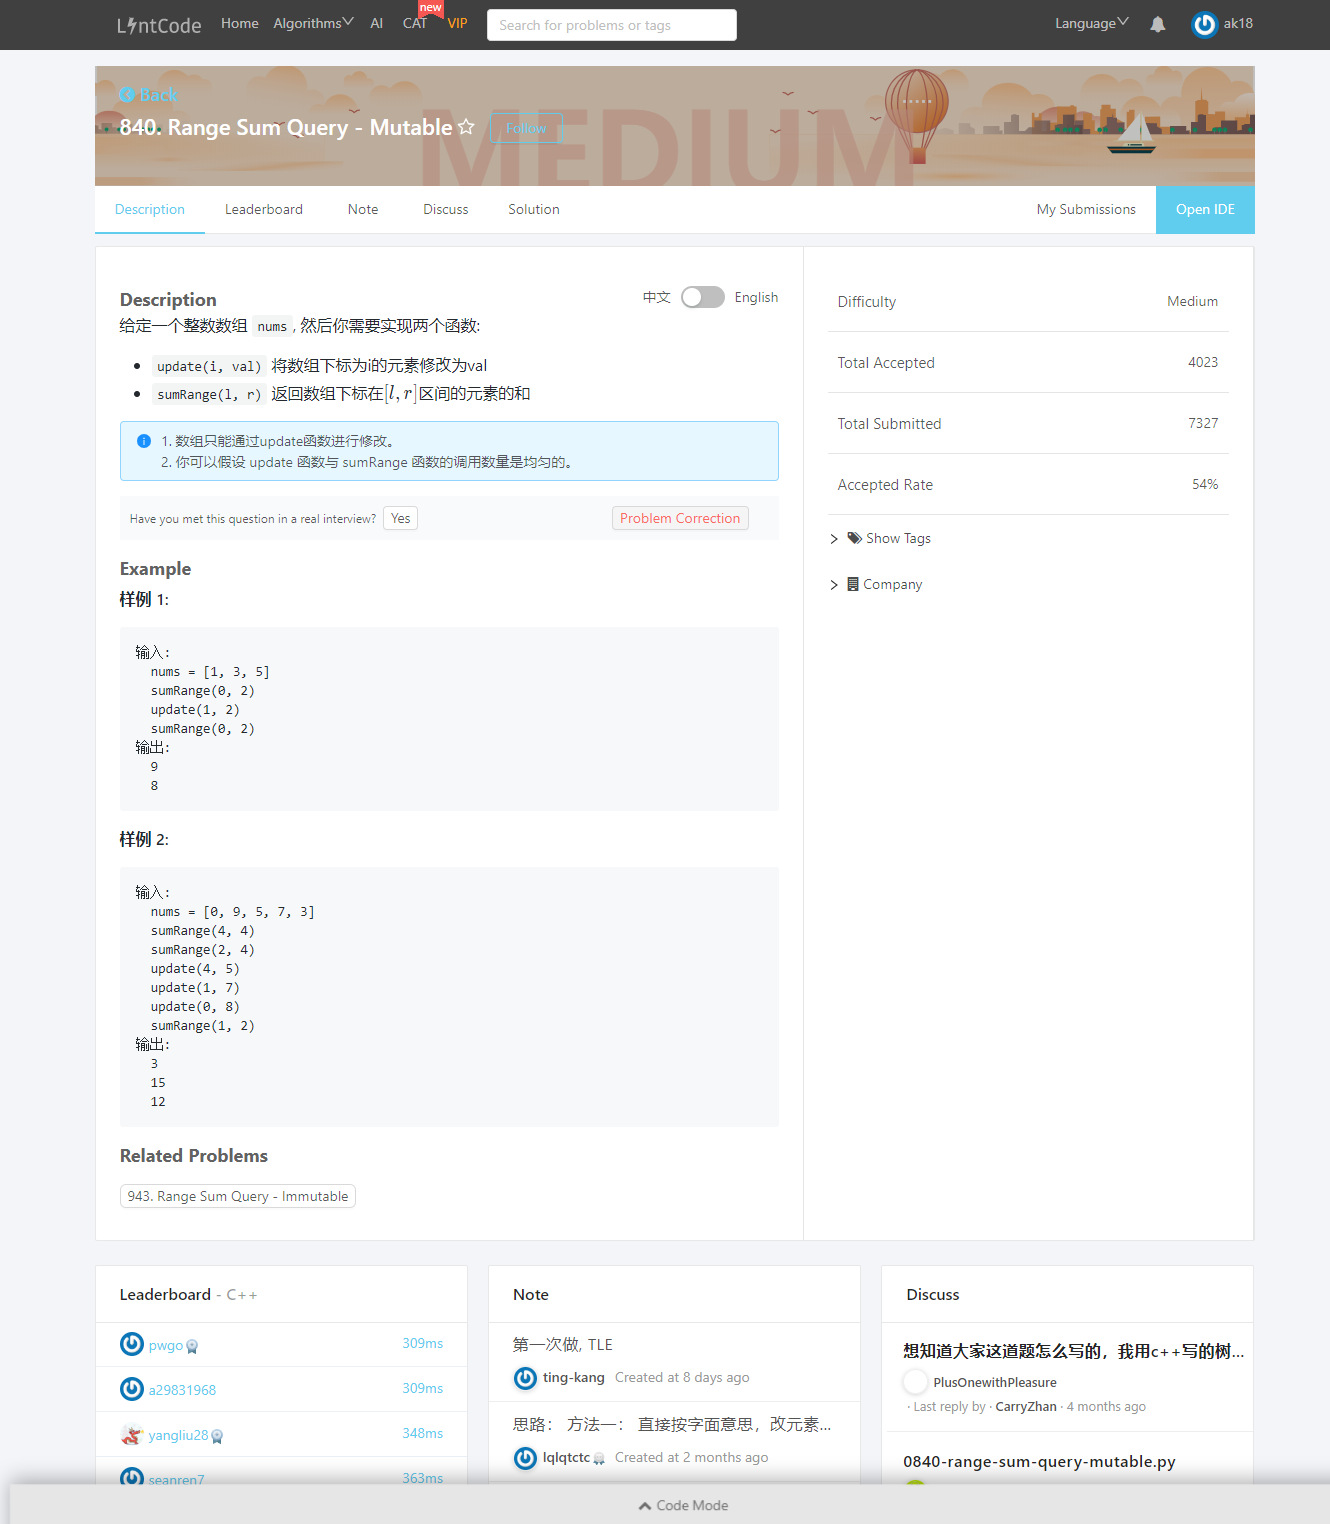 LintCode Home Algorithms AI CAT new VIP Search for problems or tags Language ak18
Back
840. Range Sum Query - Mutable Follow
MEDIUM
Description Leaderboard Note Discuss Solution My Submissions Open IDE
Description 中文 English
给定一个整数数组 nums , 然后你需要实现两个函数:
update(i, val) 将数组下标为i的元素修改为val
sumRange(l, r) 返回数组下标在[l, r]区间的元素的和
1. 数组只能通过update函数进行修改。
2. 你可以假设 update 函数与 sumRange 函数的调用数量是均匀的。
Have you met this question in a real interview? Yes Problem Correction
Example
样例 1:
输入:
nums = [1, 3, 5]
sumRange(0, 2)
update(1, 2)
sumRange(0, 2)
输出:
9
8
样例 2:
输入:
nums = [0, 9, 5, 7, 3]
sumRange(4, 4)
sumRange(2, 4)
update(4, 5)
update(1, 7)
update(0, 8)
sumRange(1, 2)
输出:
3
15
12
Related Problems
943. Range Sum Query - Immutable
Difficulty Medium
Total Accepted 4023
Total Submitted 7327
Accepted Rate 54%
Show Tags
Company
Leaderboard - C++
pwgo 309ms
a29831968 309ms
yangliu28 348ms
seanren7 363ms
Note
第一次做, TLE
ting-kang Created at 8 days ago
思路： 方法一： 直接按字面意思，改元素...
lqlqtctc Created at 2 months ago
Discuss
想知道大家这道题怎么写的，我用c++写的树...
PlusOnewithPleasure
· Last reply by · CarryZhan · 4 months ago
0840-range-sum-query-mutable.py
Code Mode